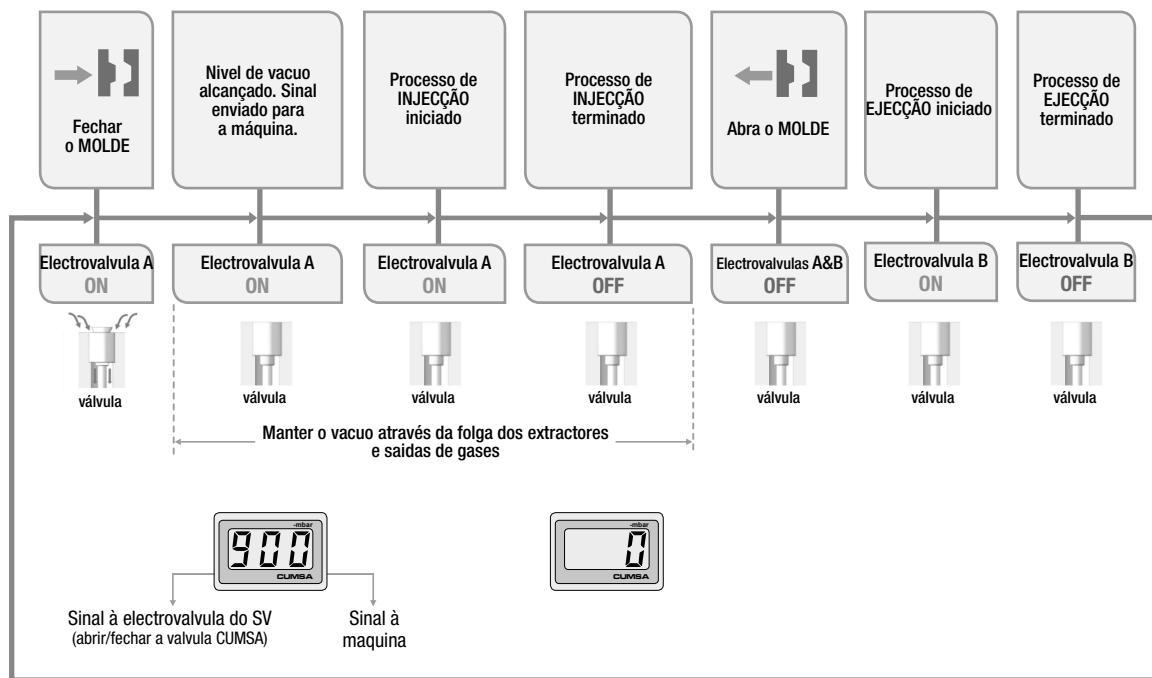 Fechar
o MOLDE
Nivel de vacuo
alcançado. Sinal
enviado para
a máquina.
Processo de
INJECÇÃO
iniciado
Processo de
INJECÇÃO
terminado
Abra o MOLDE
Processo de
EJECÇÃO iniciado
Processo de
EJECÇÃO
terminado
Electrovalvula A
ON
Electrovalvula A
ON
Electrovalvula A
ON
Electrovalvula A
OFF
Electrovalvulas A&B
OFF
Electrovalvula B
ON
Electrovalvula B
OFF
válvula
válvula
válvula
válvula
válvula
válvula
válvula
Manter o vacuo através da folga dos extractores
e saidas de gases
-mbar
900
CUMSA
-mbar
0
CUMSA
Sinal à electrovalvula do SV
(abrir/fechar a valvula CUMSA)
Sinal à
maquina